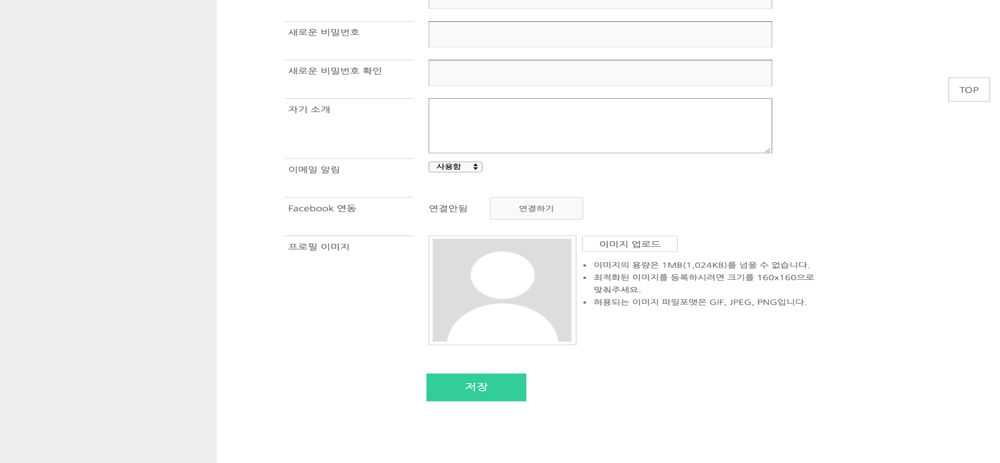 새로운 비밀번호
새로운 비밀번호 확인
TOP
자기 소개
이메일 알림 사용함
Facebook 연동 연결안됨 연결하기
프로필 이미지 이미지 업로드
• 이미지의 용량은 1MB(1,024KB)를 넘을 수 없습니다.
• 최적화된 이미지를 등록하시려면 크기를 160x160으로
맞춰주세요.
• 허용되는 이미지 파일포맷은 GIF, JPEG, PNG입니다.
저장